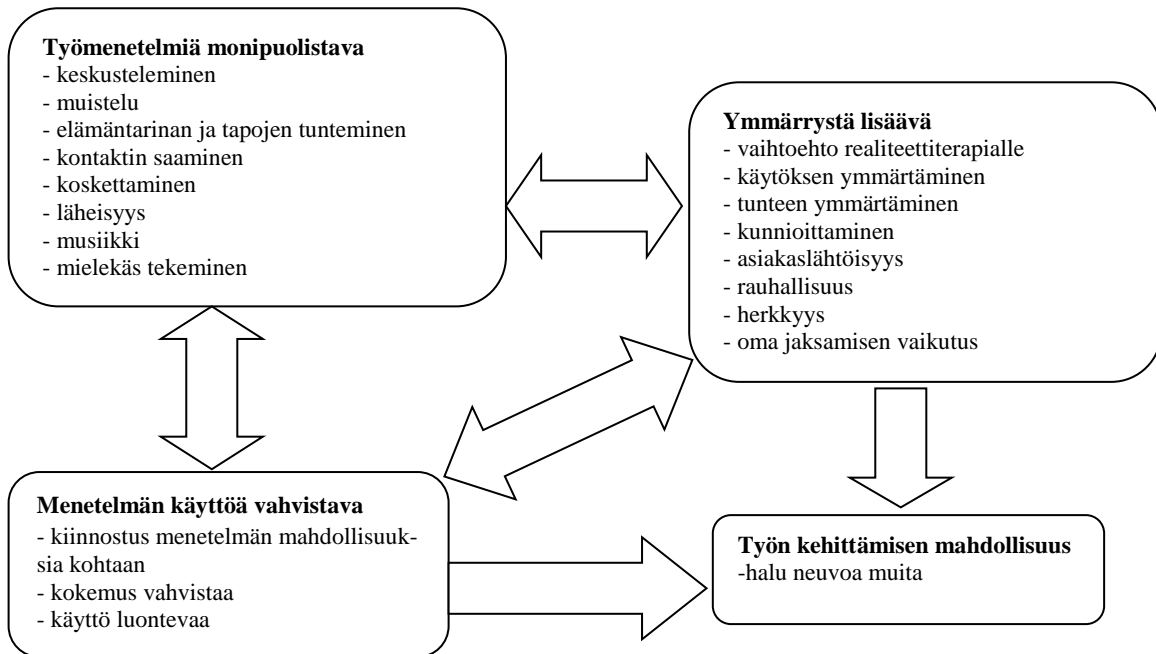 Työmenetelmiä monipuolistava
- keskusteleminen
- muistelu
- elämäntarinan ja tapojen tunteminen
- kontaktin saaminen
- koskettaminen
- läheisyys
- musiikki
- mielekäs tekeminen
Ymmärrystä lisäävä
- vaihtoehto realiteettiterapialle
- käytöksen ymmärtäminen
- tunteen ymmärtäminen
- kunnioittaminen
- asiakaslähtöisyys
- rauhallisuus
- herkkyys
- oma jaksamisen vaikutus
Menetelmän käyttöä vahvistava
- kiinnostus menetelmän mahdollisuuk-
sia kohtaan
- kokemus vahvistaa
- käyttö luontevaa
Työn kehittämisen mahdollisuus
-halu neuvoa muita